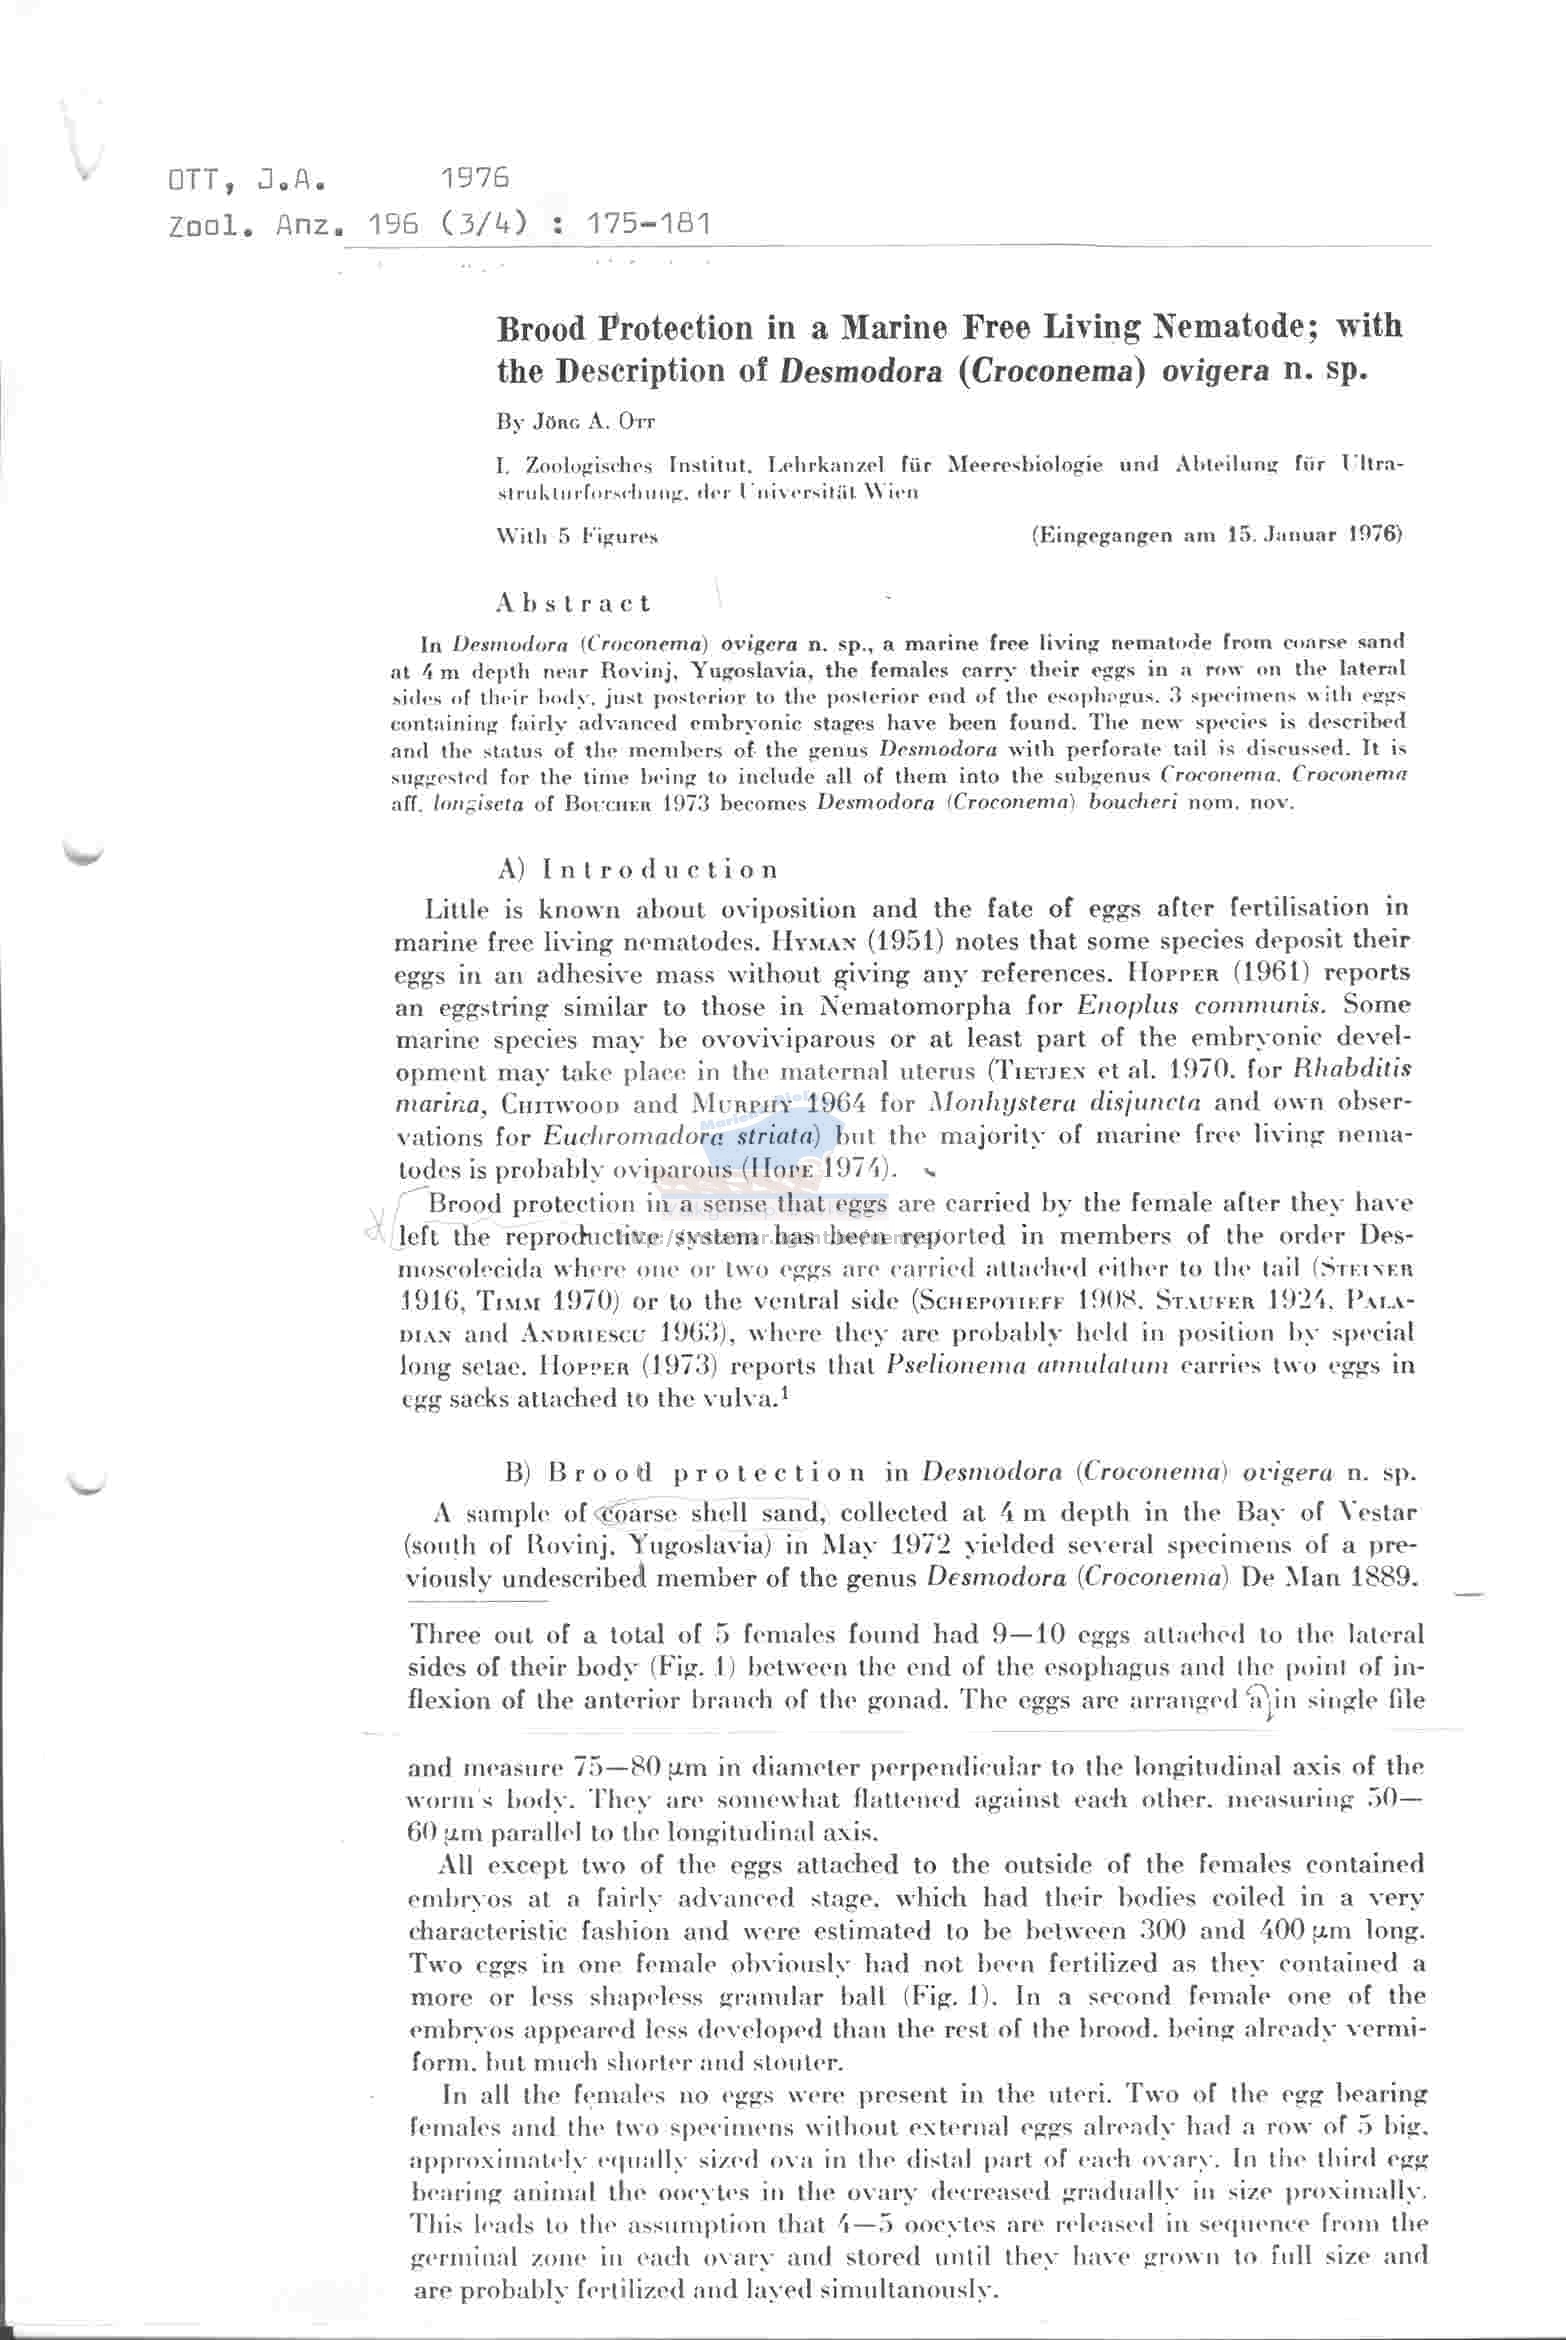 OTT, J.A. 1976
Zool. Anz. 196 (3/4) : 175-181
Brood Protection in a Marine Free Living Nematode; with
the Description of Desmodora (Croconema) ovigera n. sp.
By JÖRG A. OTT
I. Zoologisches Institut, Lehrkanzel für Meeresbiologie und Abteilung für Ultra-
strukturforschung, der Universität Wien
With 5 Figures (Eingegangen am 15. Januar 1976)
Abstract
In Desmodora (Croconema) ovigera n. sp., a marine free living nematode from coarse sand
at 4 m depth near Rovinj, Yugoslavia, the females carry their eggs in a row on the lateral
sides of their body, just posterior to the posterior end of the esophagus. 3 specimens with eggs
containing fairly advanced embryonic stages have been found. The new species is described
and the status of the members of the genus Desmodora with perforate tail is discussed. It is
suggested for the time being to include all of them into the subgenus Croconema. Croconema
aff. longiseta of BOUCHER 1973 becomes Desmodora (Croconema) boucheri nom. nov.
A) Introduction
Little is known about oviposition and the fate of eggs after fertilisation in
marine free living nematodes. HYMAN (1951) notes that some species deposit their
eggs in an adhesive mass without giving any references. HOPPER (1961) reports
an eggstring similar to those in Nematomorpha for Enoplus communis. Some
marine species may be ovoviviparous or at least part of the embryonic devel-
opment may take place in the maternal uterus (TIETJEN et al. 1970, for Rhabditis
marina, CHITWOOD and MURPHY 1964 for Monhystera disjuncta and own obser-
vations for Euchromadora striata) but the majority of marine free living nema-
todes is probably oviparous (HOPE 1974).
Brood protection in a sense that eggs are carried by the female after they have
left the reproductive system has been reported in members of the order Des-
moscolecida where one or two eggs are carried attached either to the tail (STEINER
1916, TIMM 1970) or to the ventral side (SCHEPOTIEFF 1908, STAUFER 1924, PALA-
DIAN and ANDRIESCU 1963), where they are probably held in position by special
long setae. HOPPER (1973) reports that Pselionema annulatum carries two eggs in
egg sacks attached to the vulva.¹
B) Brood protection in Desmodora (Croconema) ovigera n. sp.
A sample of coarse shell sand, collected at 4 m depth in the Bay of Vestar
(south of Rovinj, Yugoslavia) in May 1972 yielded several specimens of a pre-
viously undescribed member of the genus Desmodora (Croconema) De Man 1889.
Three out of a total of 5 females found had 9—10 eggs attached to the lateral
sides of their body (Fig. 1) between the end of the esophagus and the point of in-
flexion of the anterior branch of the gonad. The eggs are arranged a in single file
and measure 75—80 µm in diameter perpendicular to the longitudinal axis of the
worm's body. They are somewhat flattened against each other, measuring 50—
60 µm parallel to the longitudinal axis.
All except two of the eggs attached to the outside of the females contained
embryos at a fairly advanced stage, which had their bodies coiled in a very
characteristic fashion and were estimated to be between 300 and 400 µm long.
Two eggs in one female obviously had not been fertilized as they contained a
more or less shapeless granular ball (Fig. 1). In a second female one of the
embryos appeared less developed than the rest of the brood, being already vermi-
form, but much shorter and stouter.
In all the females no eggs were present in the uteri. Two of the egg bearing
females and the two specimens without external eggs already had a row of 5 big,
approximately equally sized ova in the distal part of each ovary. In the third egg
bearing animal the oocytes in the ovary decreased gradually in size proximally.
This leads to the assumption that 4—5 oocytes are released in sequence from the
germinal zone in each ovary and stored until they have grown to full size and
are probably fertilized and layed simultanously.